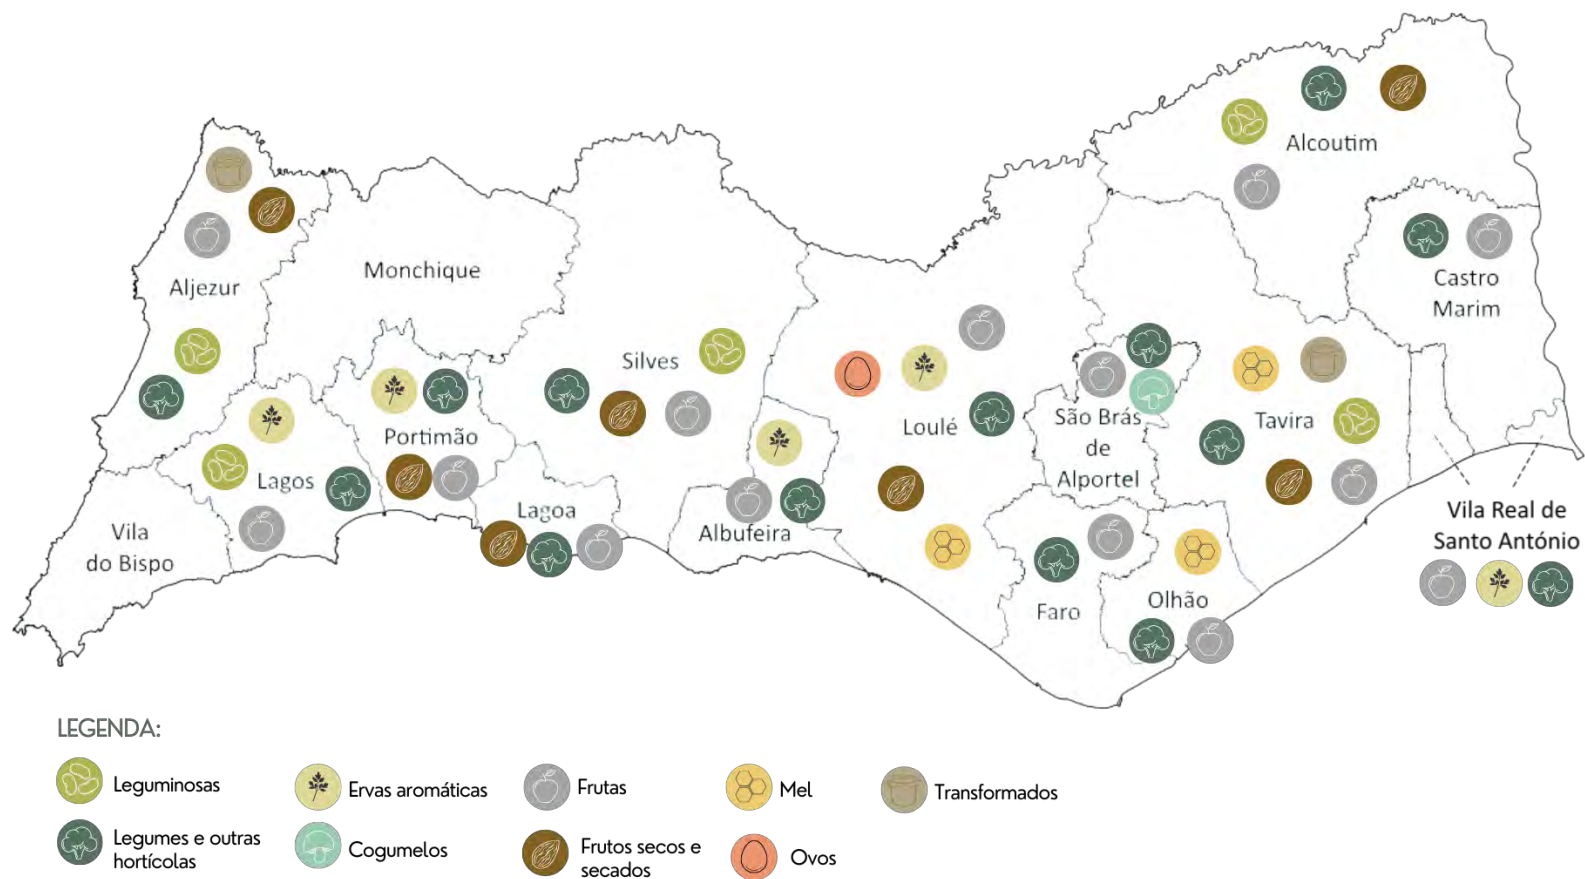 Alcoutim
Castro
Marim
Aljezur
Monchique
Silves
Portimão
Lagos
Lagoa
Vila
do Bispo
Albufeira
Loulé
São Brás
de
Alportel
Tavira
Faro
Olhão
Vila Real de
Santo António
LEGENDA:
Leguminosas
Ervas aromáticas
Frutas
Mel
Transformados
Legumes e outras
hortícolas
Cogumelos
Frutos secos e
secados
Ovos